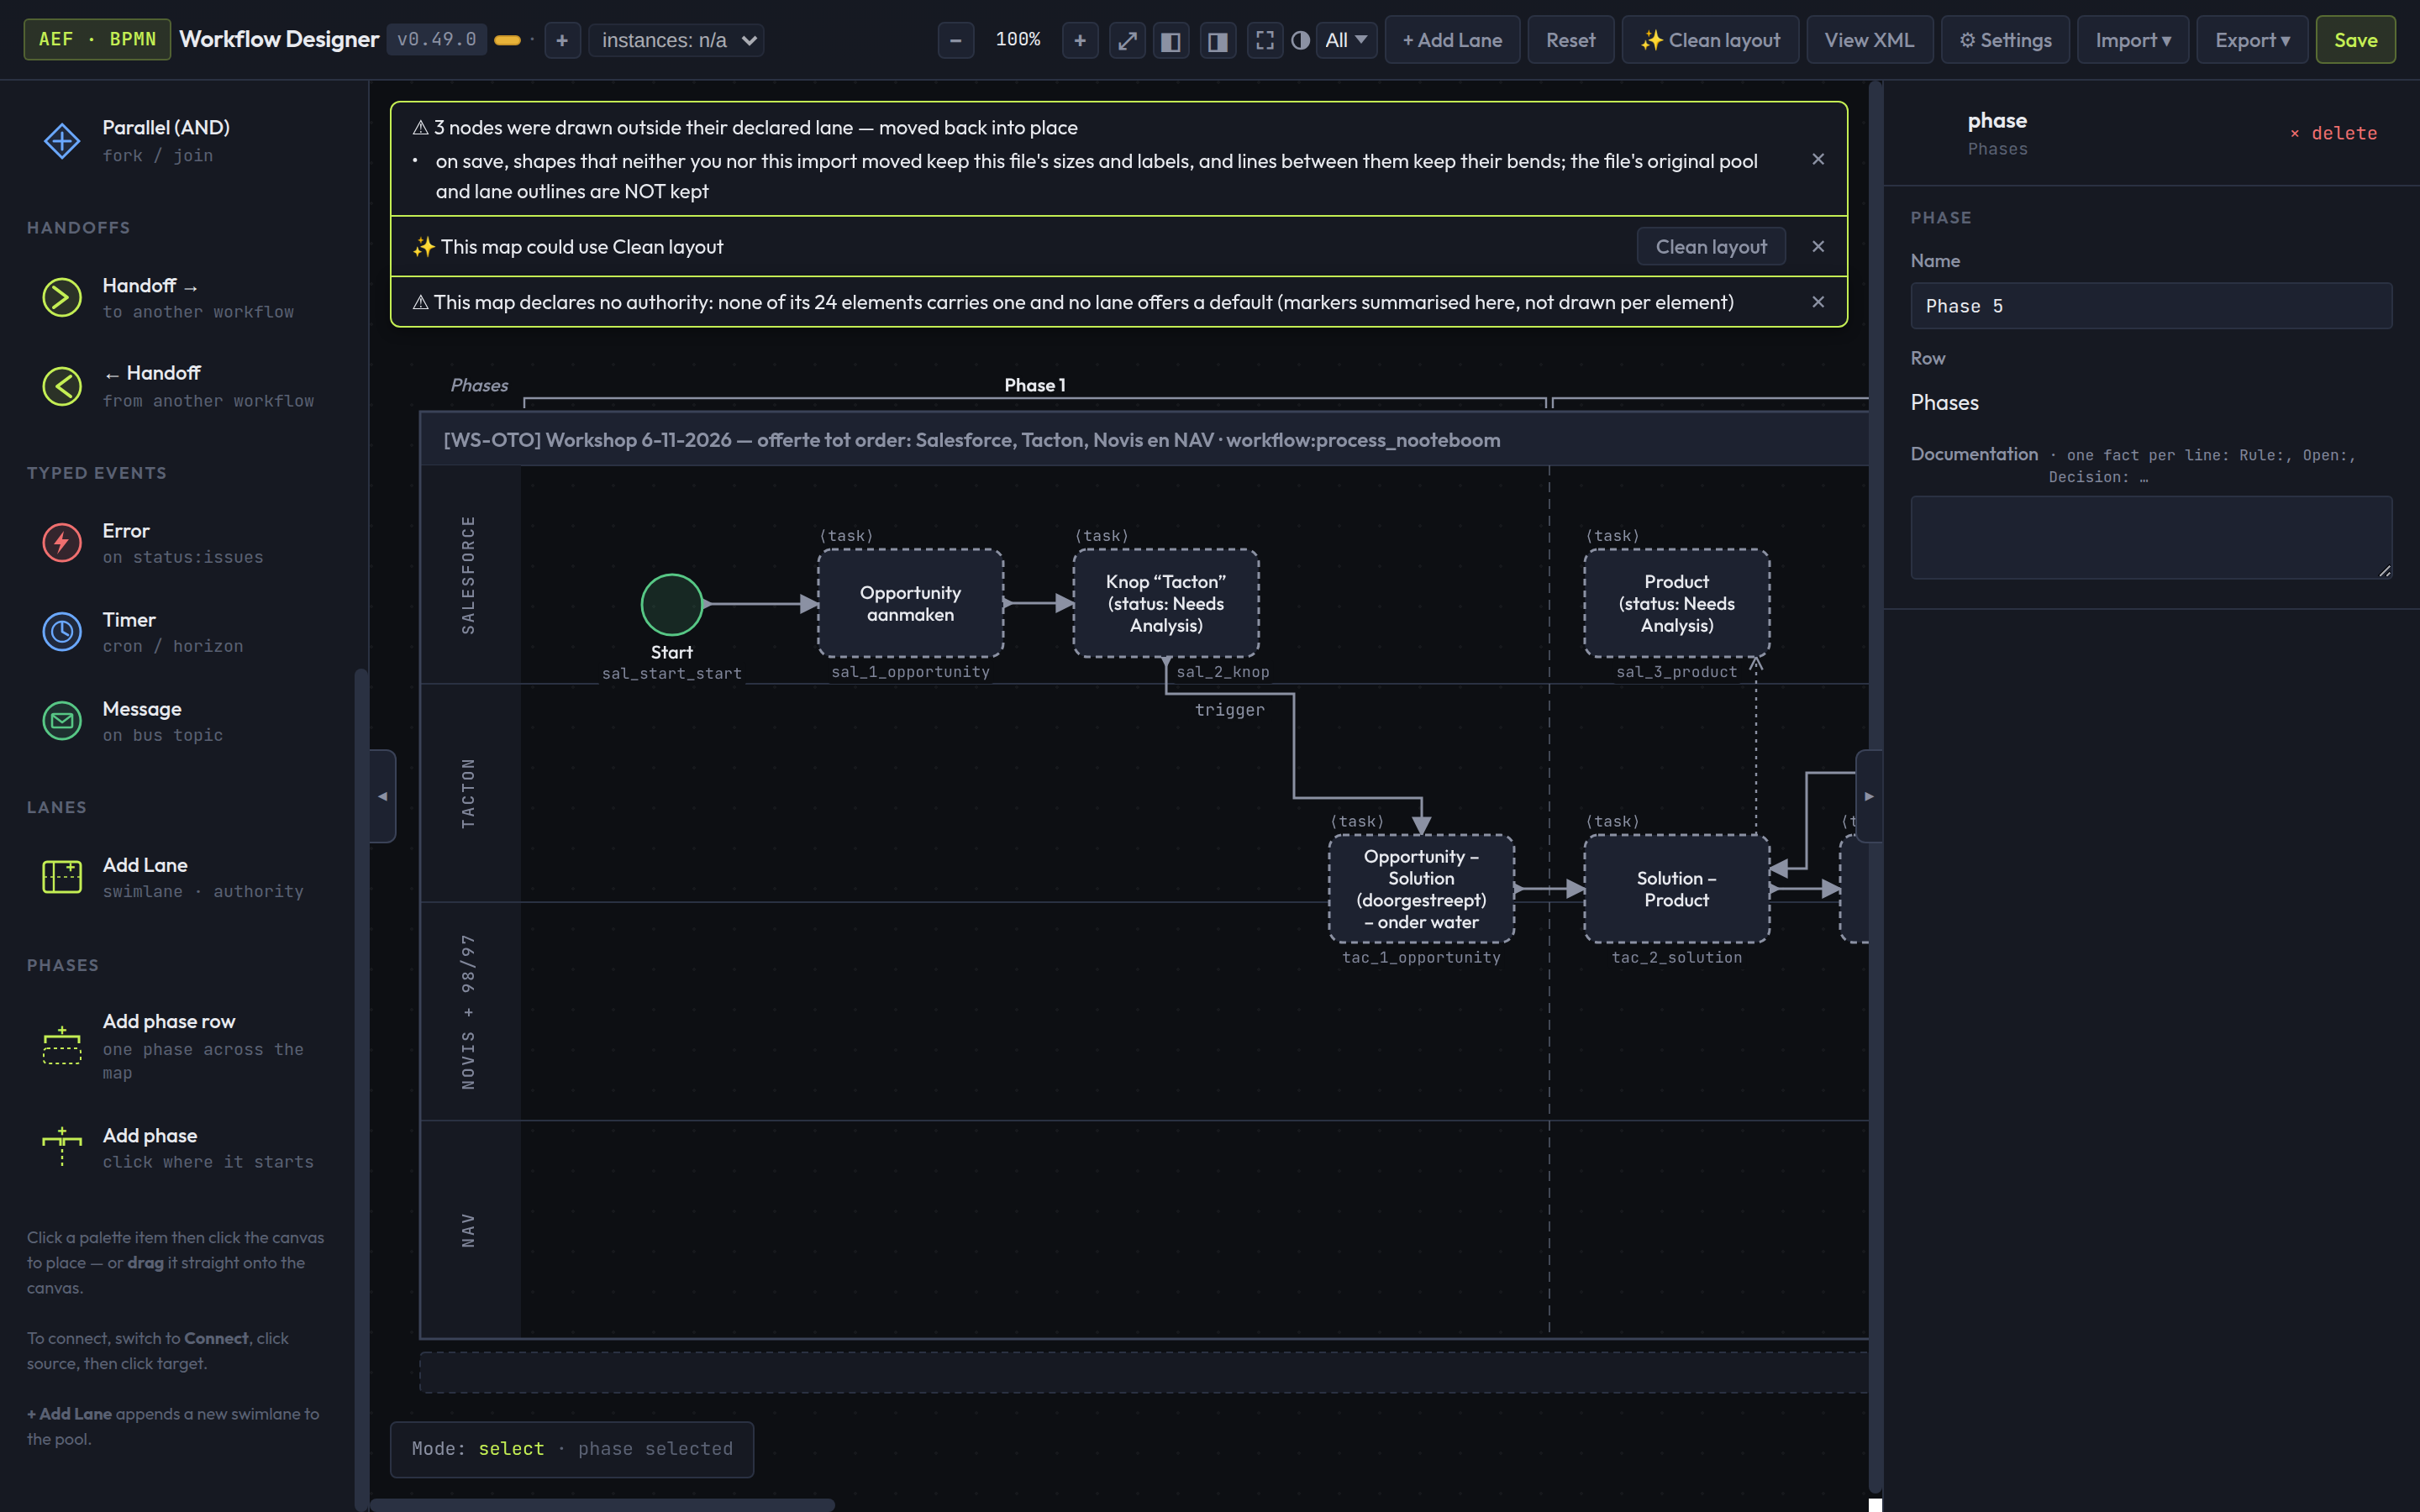 AEF · BPMN Workflow Designer v0.49.0 · + instances: n/a − 100% + All + Add Lane Reset ✨ Clean layout View XML ⚙ Settings Import ▾ Export ▾ Save
Parallel (AND)
fork / join
HANDOFFS
Handoff →
to another workflow
← Handoff
from another workflow
TYPED EVENTS
Error
on status:issues
Timer
cron / horizon
Message
on bus topic
LANES
Add Lane
swimlane · authority
PHASES
Add phase row
one phase across the
map
Add phase
click where it starts
Click a palette item then click the canvas
to place — or drag it straight onto the
canvas.
To connect, switch to Connect, click
source, then click target.
+ Add Lane appends a new swimlane to
the pool.
⚠ 3 nodes were drawn outside their declared lane — moved back into place ×
• on save, shapes that neither you nor this import moved keep this file's sizes and labels, and lines between them keep their bends; the file's original pool
and lane outlines are NOT kept
✨ This map could use Clean layout Clean layout ×
⚠ This map declares no authority: none of its 24 elements carries one and no lane offers a default (markers summarised here, not drawn per element) ×
Phases Phase 1
[WS-OTO] Workshop 6-11-2026 — offerte tot order: Salesforce, Tacton, Novis en NAV · workflow:process_nooteboom
SALESFORCE
Start
sal_start_start
⟨task⟩
Opportunity
aanmaken
sal_1_opportunity
⟨task⟩
Knop “Tacton”
(status: Needs
Analysis)
sal_2_knop
⟨task⟩
Product
(status: Needs
Analysis)
sal_3_product
trigger
TACTON
⟨task⟩
Opportunity –
Solution
(doorgestreept)
– onder water
tac_1_opportunity
⟨task⟩
Solution –
Product
tac_2_solution
⟨t
NOVIS + 98/97
NAV
Mode: select · phase selected
phase
Phases
× delete
PHASE
Name
Phase 5
Row
Phases
Documentation · one fact per line: Rule:, Open:,
Decision: …